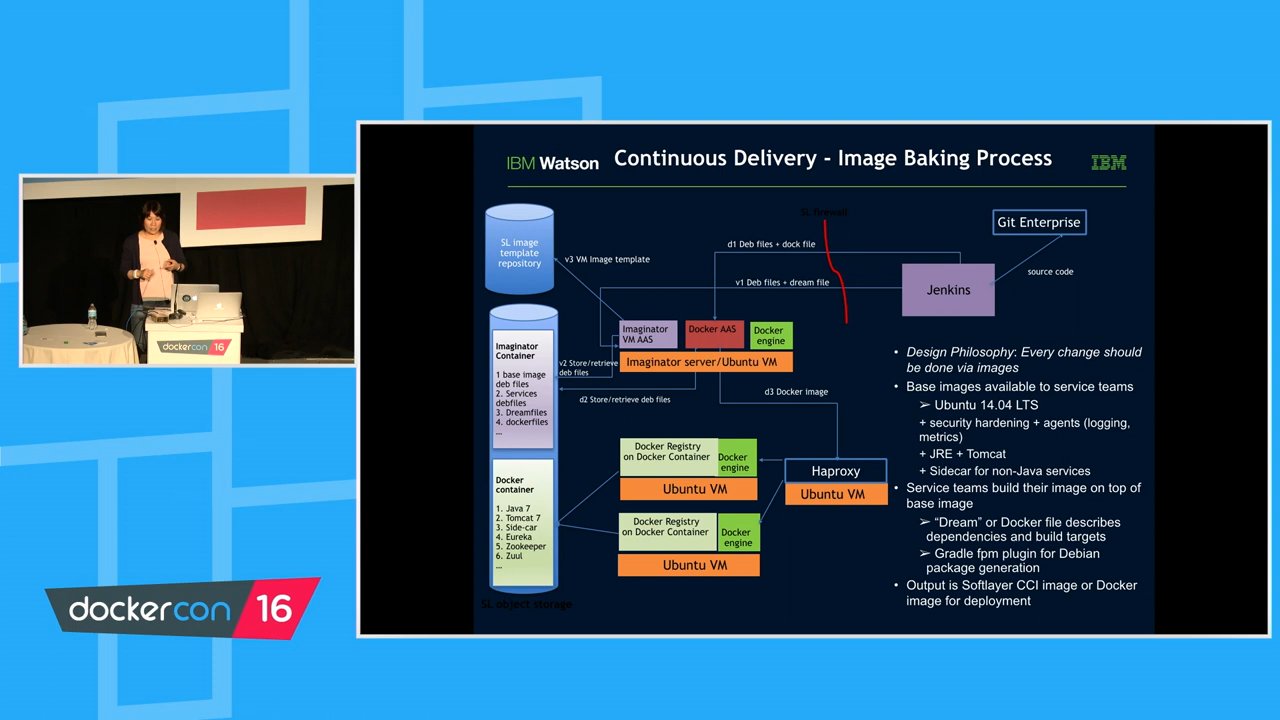 IBM Watson
Continuous Delivery - Image Baking Process
IBM
SL firewall
Git Enterprise
SL image
template
repository
v3 VM Image template
d1 Deb files + dock file
v1 Deb files + dream file
source code
Jenkins
Imaginator
VM AAS
Docker AAS
Docker
engine
Imaginator server/Ubuntu VM
Imaginator
Container
1 base image
deb files
2. Services
debfiles
3. Dreamfiles
4. dockerfiles
...
v2 Store/retrieve
deb files
d2 Store/retrieve deb files
d3 Docker image
Docker Registry
on Docker Container
Docker
engine
Ubuntu VM
Haproxy
Ubuntu VM
Docker
container
1. Java 7
2. Tomcat 7
3. Side-car
4. Eureka
5. Zookeeper
6. Zuul
...
Docker Registry
on Docker Container
Docker
engine
Ubuntu VM
SL object storage
• Design Philosophy: Every change should
be done via images
• Base images available to service teams
➢ Ubuntu 14.04 LTS
+ security hardening + agents (logging,
metrics)
+ JRE + Tomcat
+ Sidecar for non-Java services
• Service teams build their image on top of
base image
➢ “Dream” or Docker file describes
dependencies and build targets
➢ Gradle fpm plugin for Debian
package generation
• Output is Softlayer CCI image or Docker
image for deployment
dockercon 16
dockercon 16